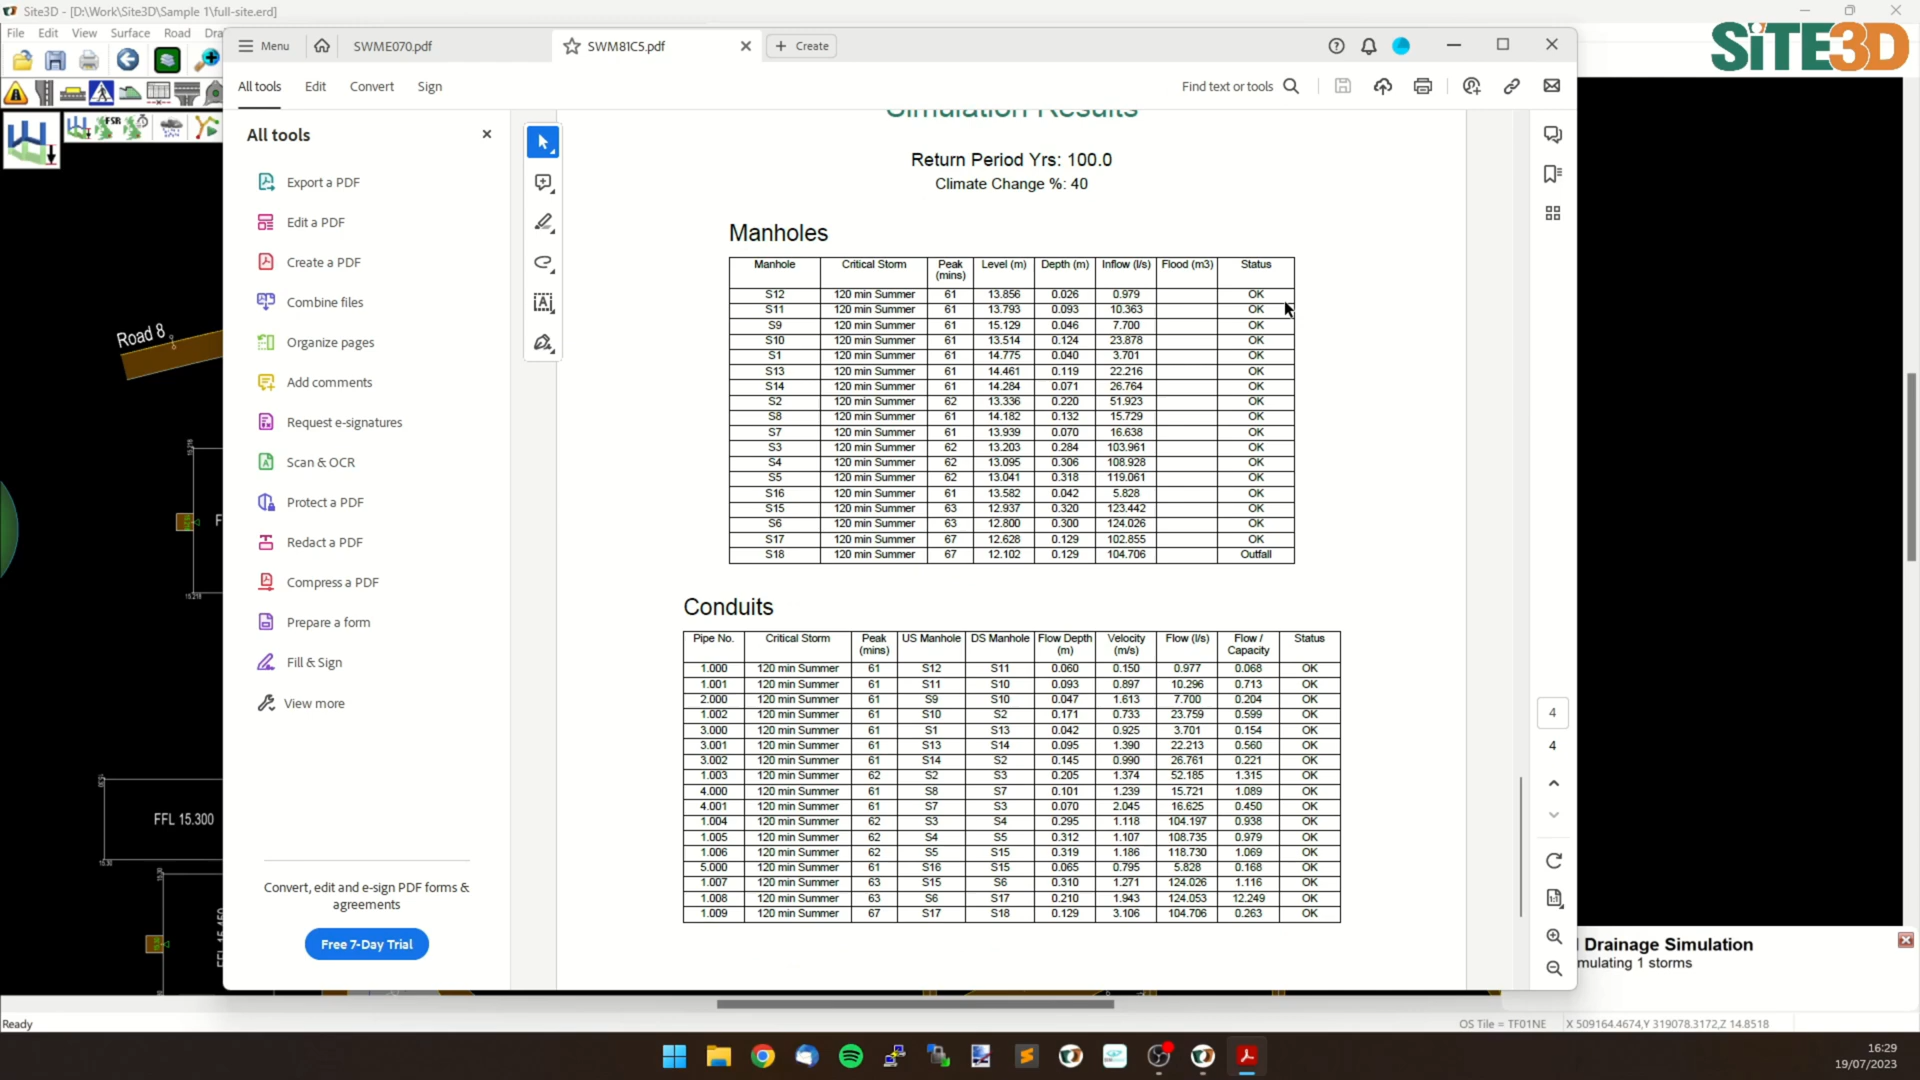 Site3D - [D:\Work\Site3D\Sample 1\full-site.erd]
File Edit View Surface Road Dra
SiTE3D
Menu SWME070.pdf SWM81C5.pdf Create
All tools Edit Convert Sign Find text or tools
FSR
All tools
Export a PDF
Edit a PDF
Create a PDF
Combine files
Organize pages
Add comments
Request e-signatures
Scan & OCR
Protect a PDF
Redact a PDF
Compress a PDF
Prepare a form
Fill & Sign
View more
Convert, edit and e-sign PDF forms &
agreements
Free 7-Day Trial
Road 8
15.218
FFL 15.300
Simulation Results
Return Period Yrs: 100.0
Climate Change %: 40
Manholes
Manhole Critical Storm Peak (mins) Level (m) Depth (m) Inflow (l/s) Flood (m3) Status
S12 120 min Summer 61 13.856 0.026 0.979 OK
S11 120 min Summer 61 13.793 0.093 10.363 OK
S9 120 min Summer 61 15.129 0.046 7.700 OK
S10 120 min Summer 61 13.514 0.124 23.878 OK
S1 120 min Summer 61 14.775 0.040 3.701 OK
S13 120 min Summer 61 14.461 0.119 22.216 OK
S14 120 min Summer 61 14.284 0.071 26.764 OK
S2 120 min Summer 62 13.336 0.220 51.923 OK
S8 120 min Summer 61 14.182 0.132 15.729 OK
S7 120 min Summer 61 13.939 0.070 16.638 OK
S3 120 min Summer 62 13.203 0.284 103.961 OK
S4 120 min Summer 62 13.095 0.306 108.928 OK
S5 120 min Summer 62 13.041 0.318 119.061 OK
S16 120 min Summer 61 13.582 0.042 5.828 OK
S15 120 min Summer 63 12.937 0.320 123.442 OK
S6 120 min Summer 63 12.800 0.300 124.026 OK
S17 120 min Summer 67 12.628 0.129 102.855 OK
S18 120 min Summer 67 12.102 0.129 104.706 Outfall
Conduits
Pipe No. Critical Storm Peak (mins) US Manhole DS Manhole Flow Depth (m) Velocity (m/s) Flow (l/s) Flow / Capacity Status
1.000 120 min Summer 61 S12 S11 0.060 0.150 0.977 0.068 OK
1.001 120 min Summer 61 S11 S10 0.093 0.897 10.296 0.713 OK
2.000 120 min Summer 61 S9 S10 0.047 1.613 7.700 0.204 OK
1.002 120 min Summer 61 S10 S2 0.171 0.733 23.759 0.599 OK
3.000 120 min Summer 61 S1 S13 0.042 0.925 3.701 0.154 OK
3.001 120 min Summer 61 S13 S14 0.095 1.390 22.213 0.560 OK
3.002 120 min Summer 61 S14 S2 0.145 0.990 26.761 0.221 OK
1.003 120 min Summer 62 S2 S3 0.205 1.374 52.185 1.315 OK
4.000 120 min Summer 61 S8 S7 0.101 1.239 15.721 1.089 OK
4.001 120 min Summer 61 S7 S3 0.070 2.045 16.625 0.450 OK
1.004 120 min Summer 62 S3 S4 0.295 1.118 104.197 0.938 OK
1.005 120 min Summer 62 S4 S5 0.312 1.107 108.735 0.979 OK
1.006 120 min Summer 62 S5 S15 0.319 1.186 118.730 1.069 OK
5.000 120 min Summer 61 S16 S15 0.065 0.795 5.828 0.168 OK
1.007 120 min Summer 63 S15 S6 0.310 1.271 124.026 1.116 OK
1.008 120 min Summer 63 S6 S17 0.210 1.943 124.053 12.249 OK
1.009 120 min Summer 67 S17 S18 0.129 3.106 104.706 0.263 OK
4
4
Drainage Simulation
mulating 1 storms
Ready
OS Tile = TF01NE X 509164.4674,Y 319078.3172,Z 14.8518
16:29
19/07/2023